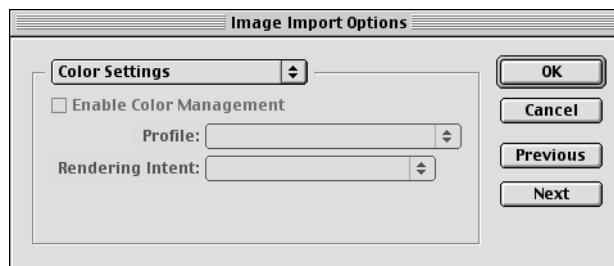 Image Import Options
Color Settings
Enable Color Management
Profile:
Rendering Intent:
OK
Cancel
Previous
Next